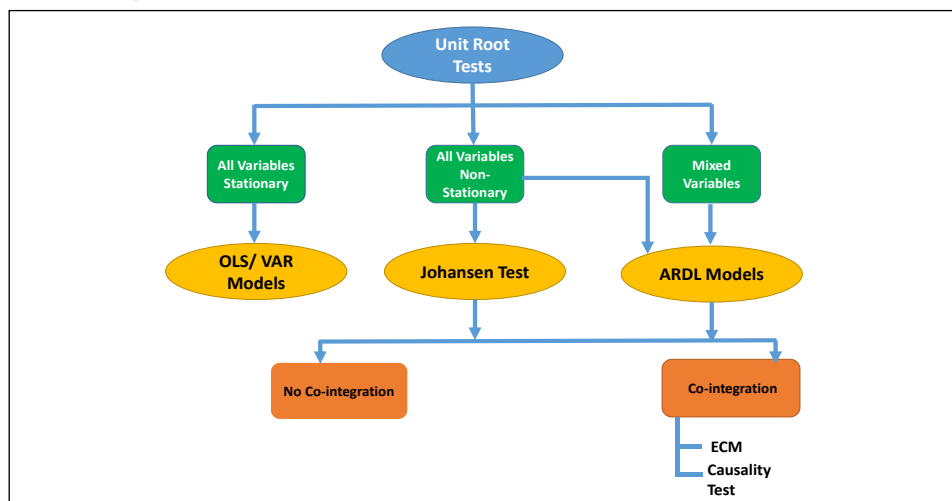 Unit Root
Tests
All Variables
Stationary
All Variables
Non-
Stationary
Mixed
Variables
OLS/ VAR
Models
Johansen Test
ARDL Models
No Co-integration
Co-integration
ECM
Causality
Test